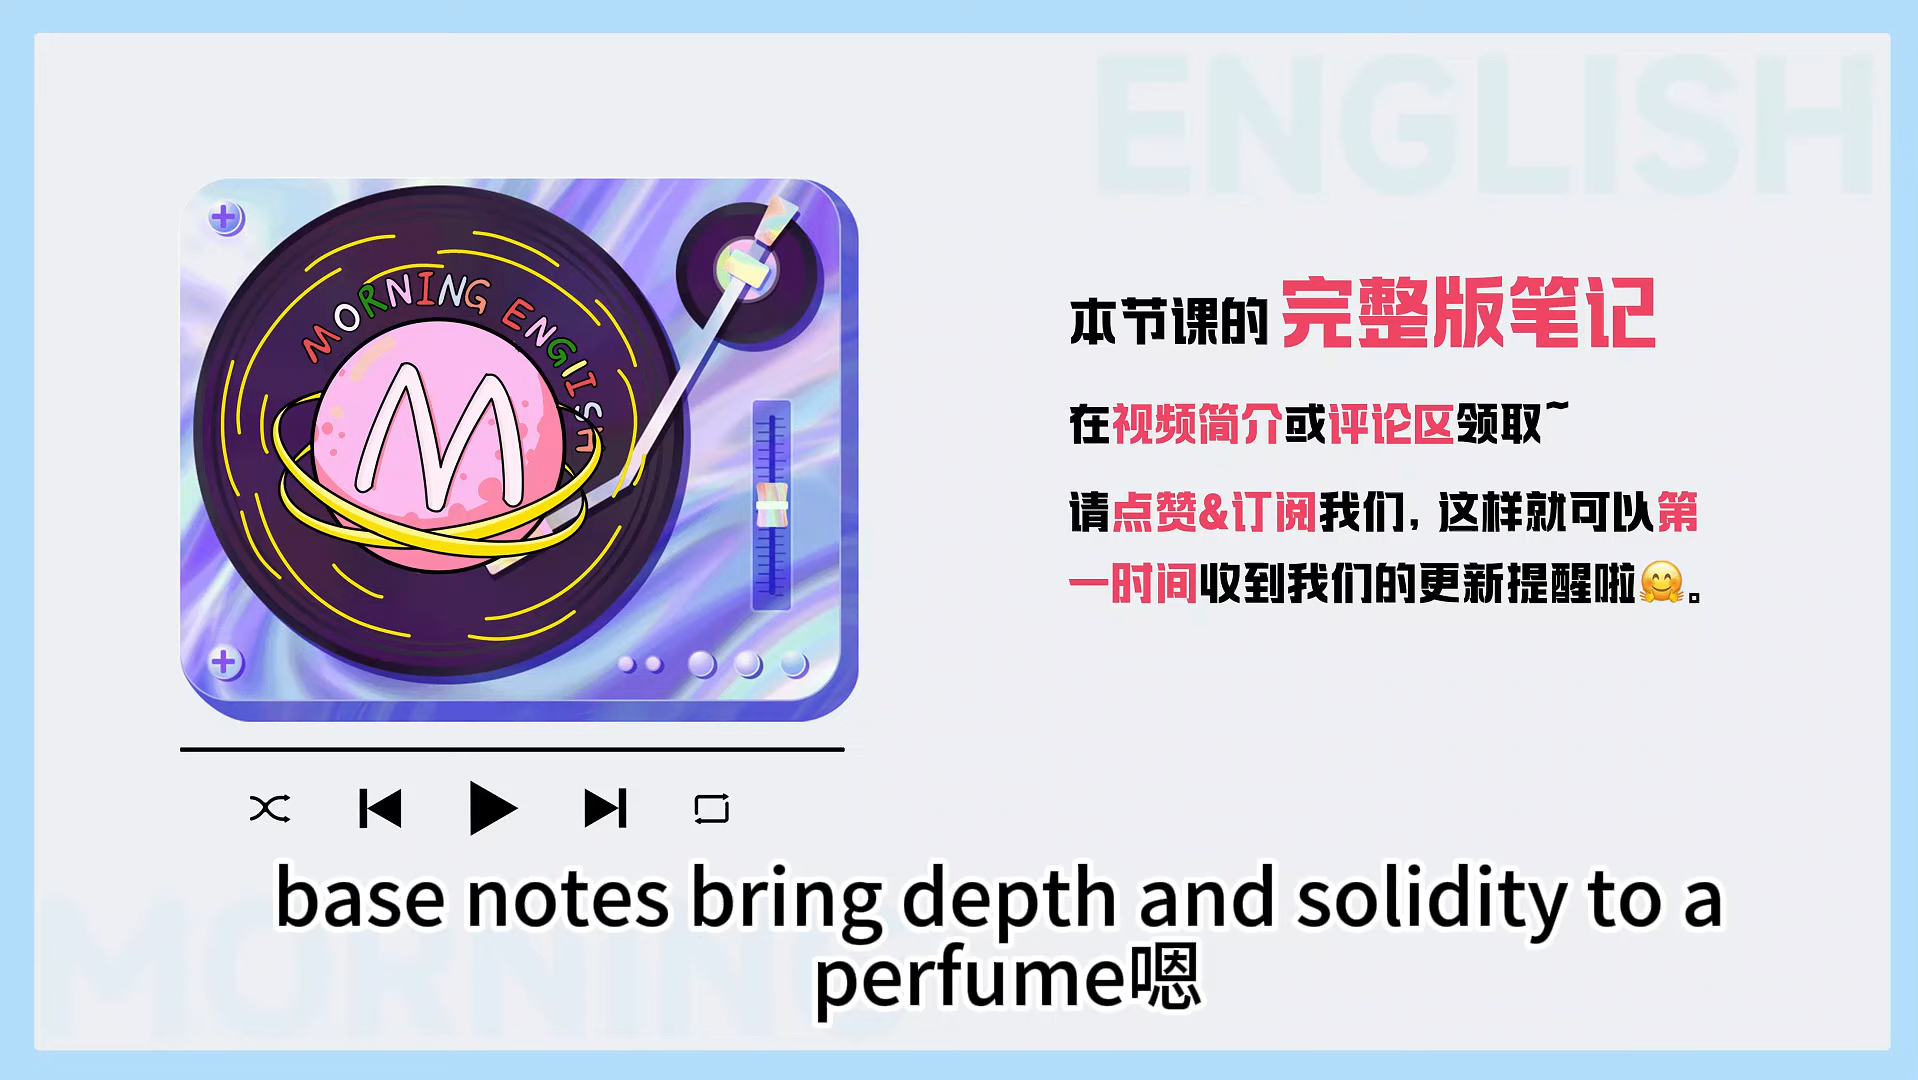 ENGLISH
MORNING ENGLISH
M
本节课的 完整版笔记
在视频简介或评论区领取~
请点赞&订阅我们，这样就可以第
一时间收到我们的更新提醒啦🤗。
base notes bring depth and solidity to a
perfume嗯
MORNING